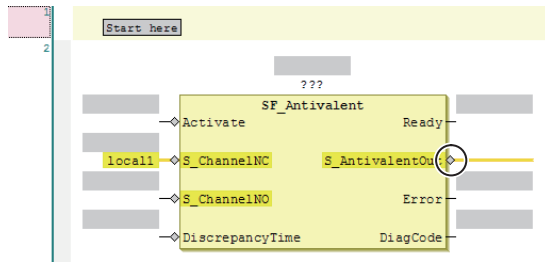 1
Start here
2
???
SF_Antivalent
Activate Ready
local1 S_ChannelNC S_AntivalentOut
S_ChannelNO Error
DiscrepancyTime DiagCode